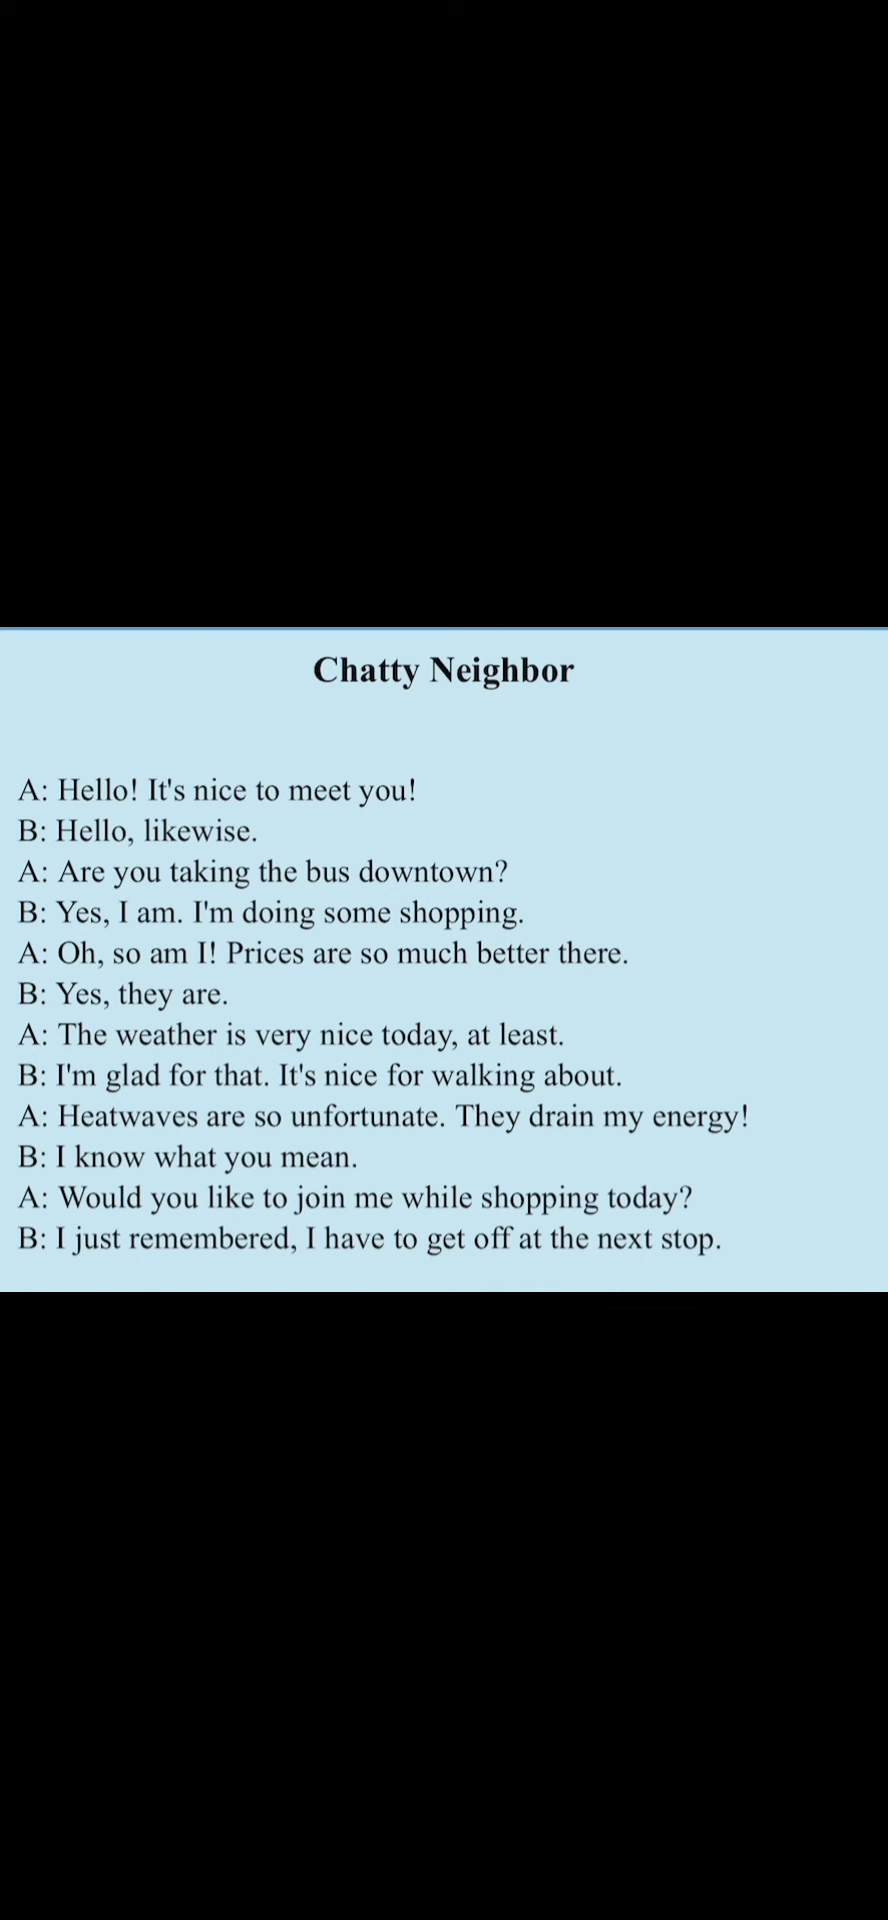 Chatty Neighbor
A: Hello! It's nice to meet you!
B: Hello, likewise.
A: Are you taking the bus downtown?
B: Yes, I am. I'm doing some shopping.
A: Oh, so am I! Prices are so much better there.
B: Yes, they are.
A: The weather is very nice today, at least.
B: I'm glad for that. It's nice for walking about.
A: Heatwaves are so unfortunate. They drain my energy!
B: I know what you mean.
A: Would you like to join me while shopping today?
B: I just remembered, I have to get off at the next stop.